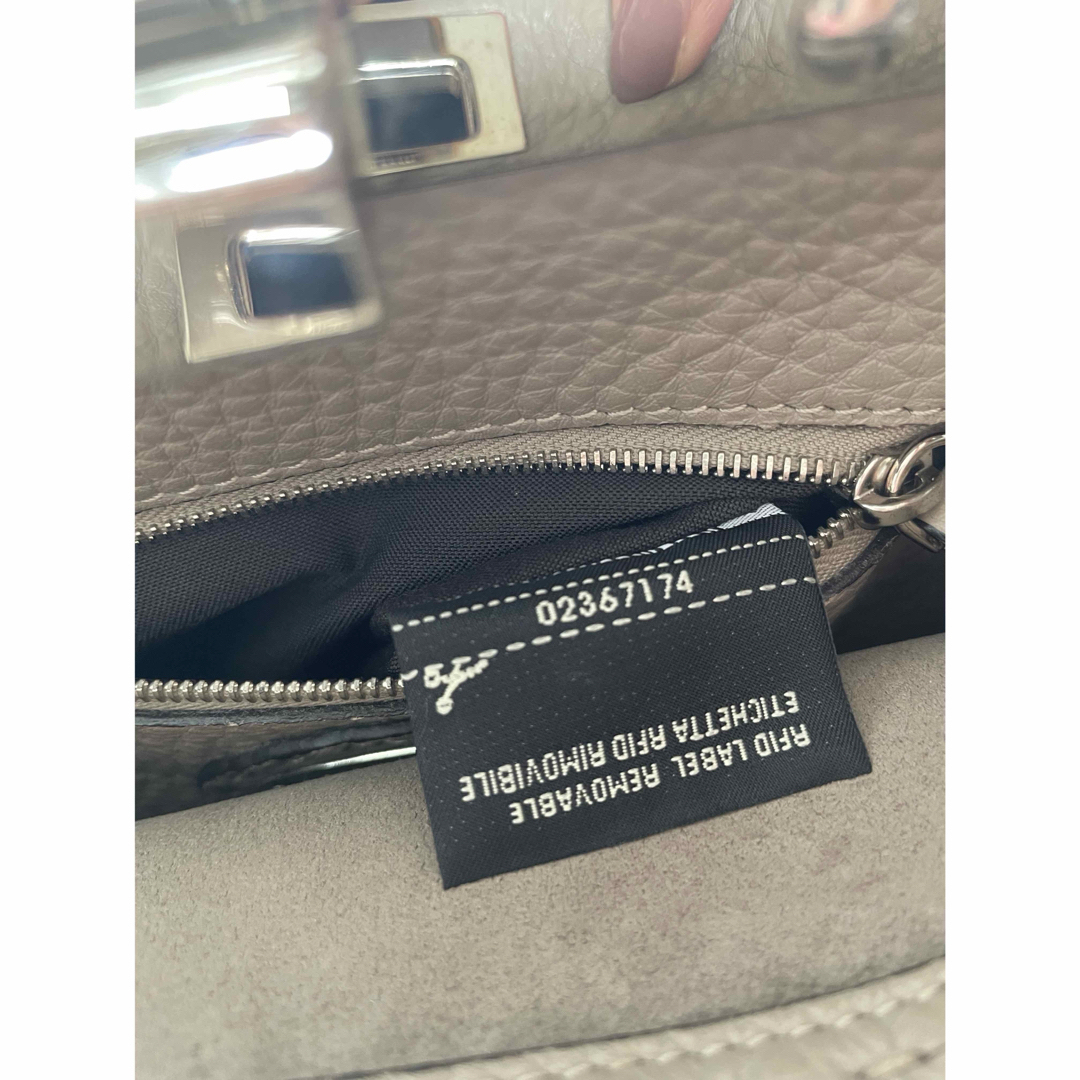 02367174
RFID LABEL REMOVABLE
ETICHETTA RFID RIMOVIBILE